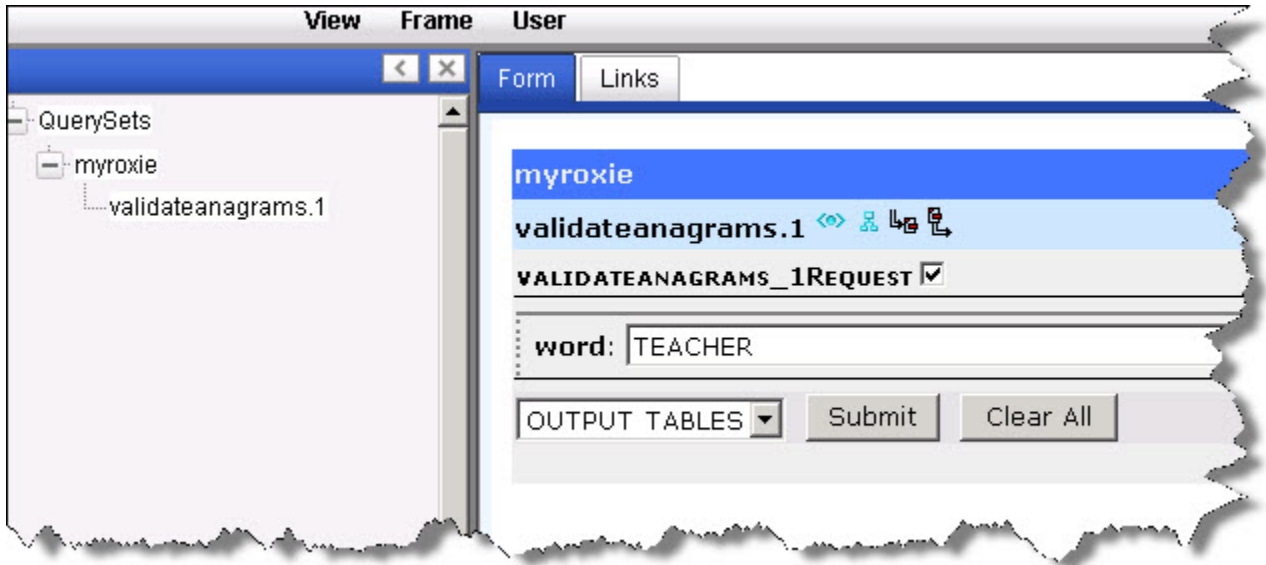 View Frame User
Form Links
QuerySets
myroxie
validateanagrams.1
myroxie
validateanagrams.1
VALIDATEANAGRAMS_1REQUEST
word: TEACHER
OUTPUT TABLES Submit Clear All